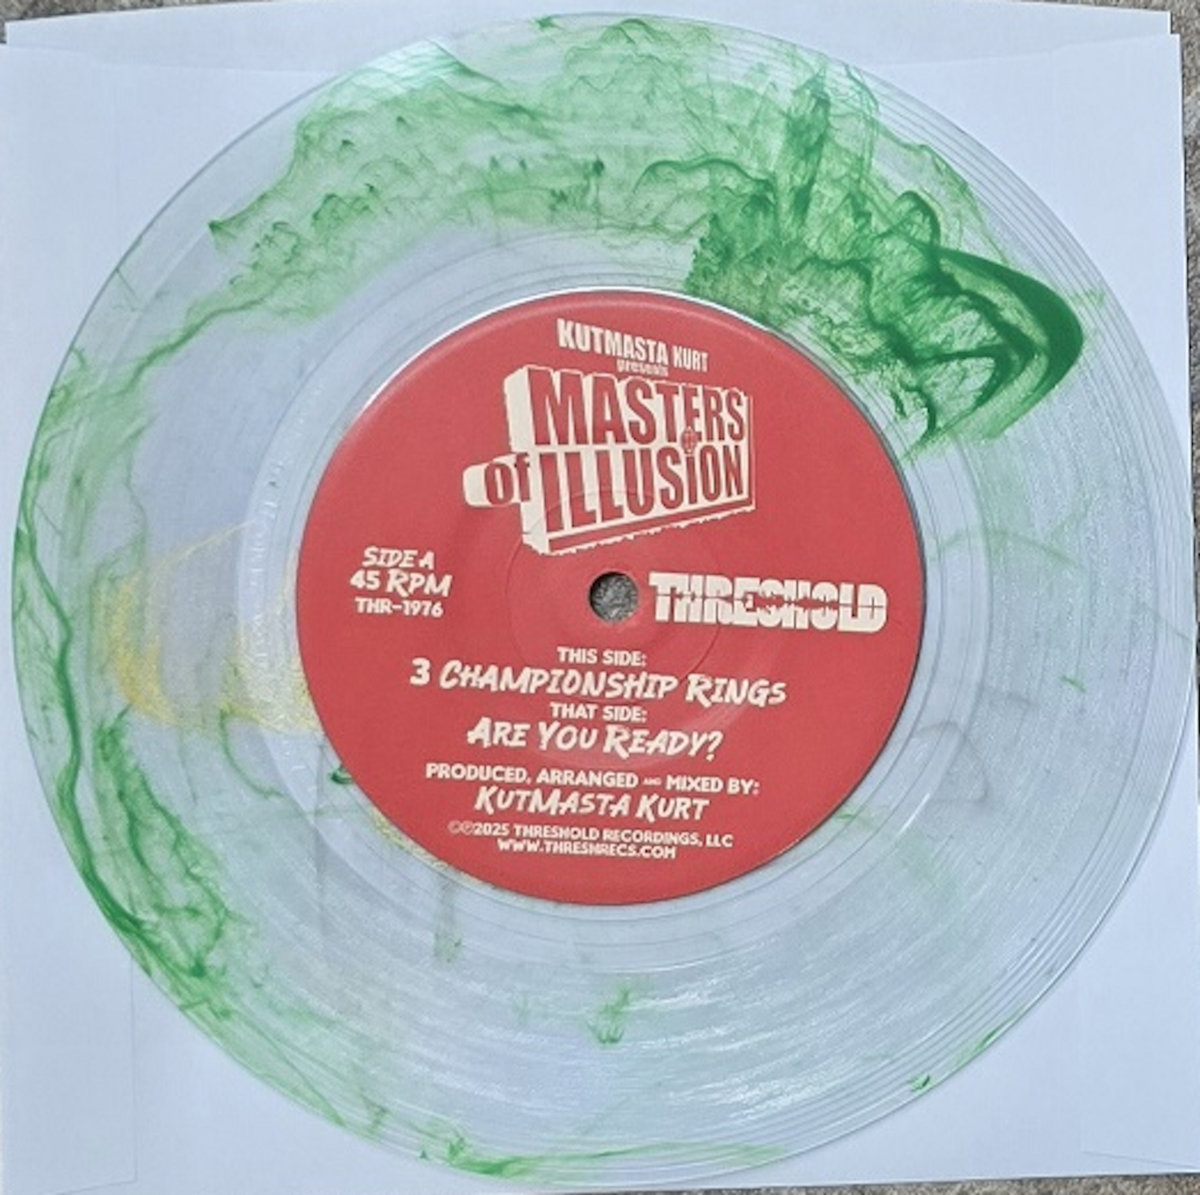 KUTMASTA KURT
presents
MASTERS
of ILLUSION
SIDE A
45 RPM
THR-1976
THRESHOLD
THIS SIDE:
3 CHAMPIONSHIP RINGS
THAT SIDE:
ARE YOU READY?
PRODUCED, ARRANGED AND MIXED BY:
KUTMASTA KURT
©℗2025 THRESHOLD RECORDINGS, LLC
WWW.THRESHRECS.COM